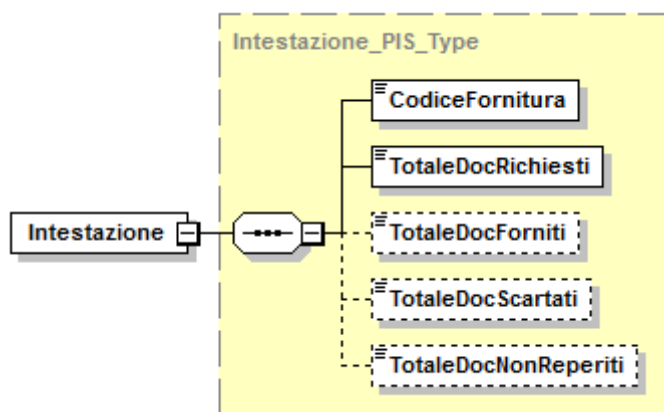 Intestazione_PIS_Type
CodiceFornitura
TotaleDocRichiesti
Intestazione
TotaleDocForniti
TotaleDocScartati
TotaleDocNonReperiti